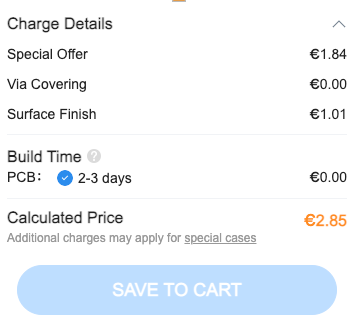 Charge Details
Special Offer €1.84
Via Covering €0.00
Surface Finish €1.01
Build Time ?
PCB： 2-3 days €0.00
Calculated Price €2.85
Additional charges may apply for special cases
SAVE TO CART